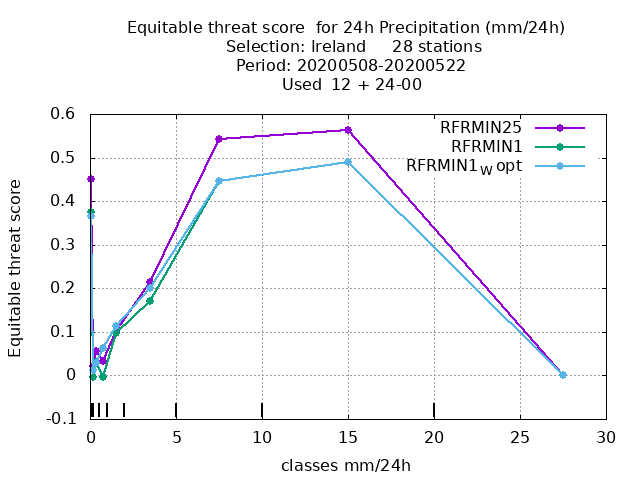 Equitable threat score  for 24h Precipitation (mm/24h)
Selection: Ireland     28 stations
Period: 20200508-20200522
Used  12 + 24-00
RFRMIN25
RFRMIN1
RFRMIN1w opt
Equitable threat score
0.6
0.5
0.4
0.3
0.2
0.1
0
-0.1
0 5 10 15 20 25 30
classes mm/24h